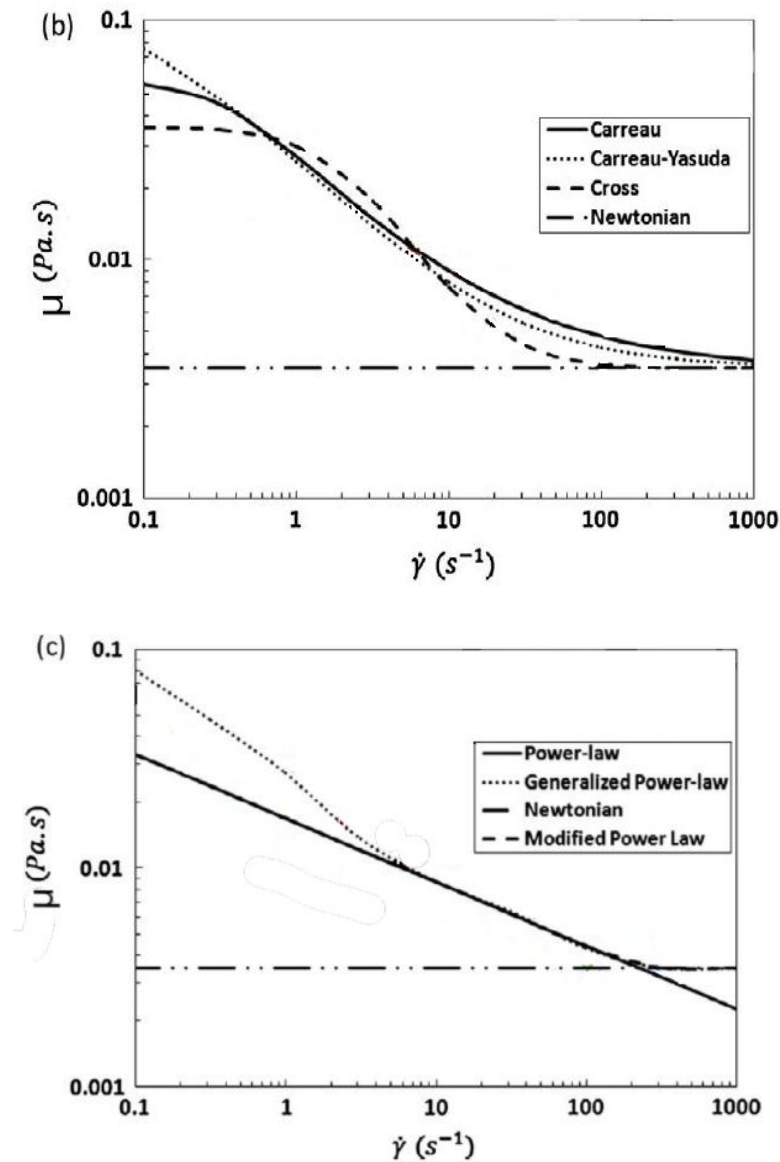 (b)
0.1
0.01
0.001
μ (Pa.s)
Carreau
Carreau-Yasuda
Cross
Newtonian
0.1 1 10 100 1000
γ̇ (s⁻¹)
(c)
0.1
0.01
0.001
μ (Pa.s)
Power-law
Generalized Power-law
Newtonian
Modified Power Law
0.1 1 10 100 1000
γ̇ (s⁻¹)